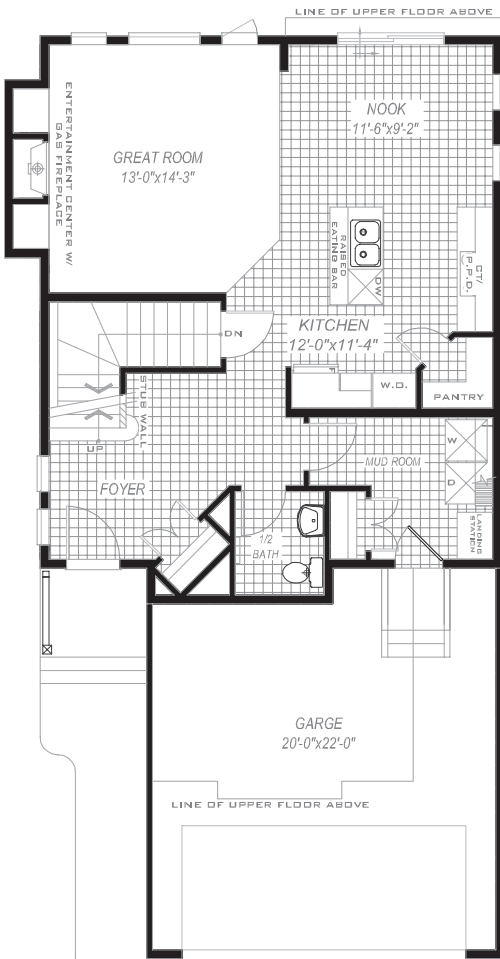 LINE OF UPPER FLOOR ABOVE
NOOK
11'-6"x9'-2"
ENTERTAINMENT CENTER W/
GAS FIREPLACE
GREAT ROOM
13'-0"x14'-3"
RAISED
EATING BAR
DW
CT/
P.P.D.
DN
KITCHEN
12'-0"x11'-4"
W.D.
PANTRY
STUB WALL
UP
W
MUD ROOM
D
FOYER
LANDING
STATION
1/2
BATH
GARGE
20'-0"x22'-0"
LINE OF UPPER FLOOR ABOVE